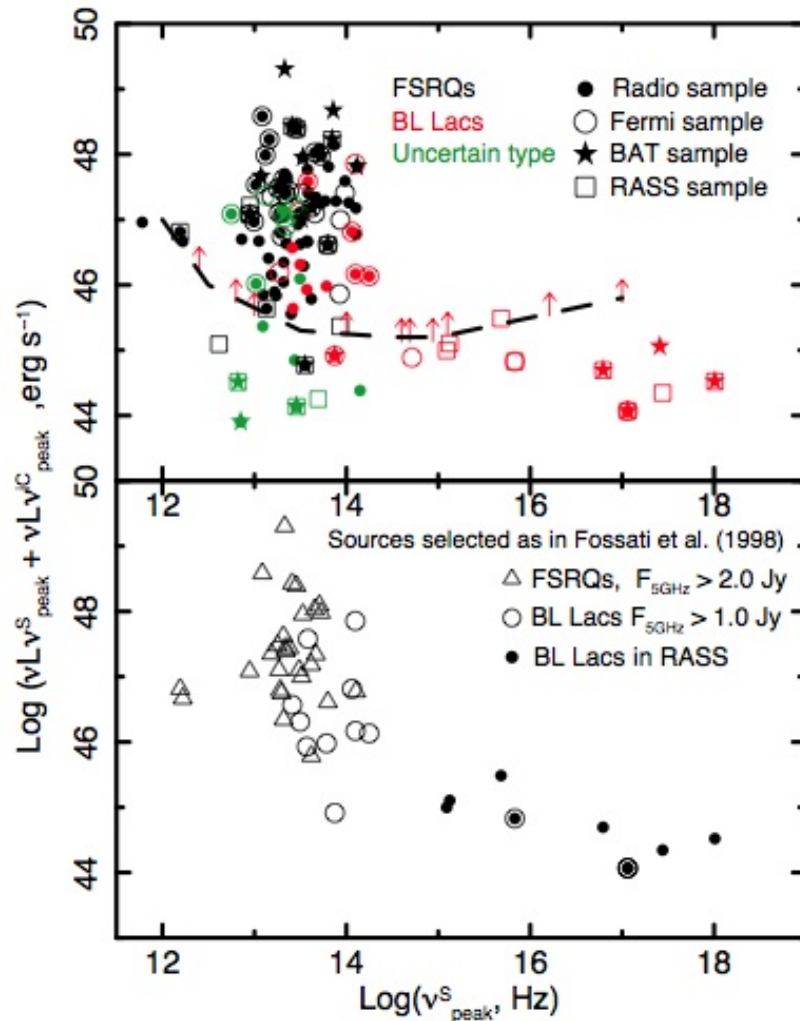 50
FSRQs
Radio sample
BL Lacs
Fermi sample
48
Uncertain type
BAT sample
RASS sample
46
44
50
12 14 16 18
Log (νLνˢpeak + νLνᴵᶜpeak ,erg s⁻¹)
Sources selected as in Fossati et al. (1998)
FSRQs, F5GHz > 2.0 Jy
48
BL Lacs F5GHz > 1.0 Jy
BL Lacs in RASS
46
44
12 14 16 18
Log(νˢpeak, Hz)